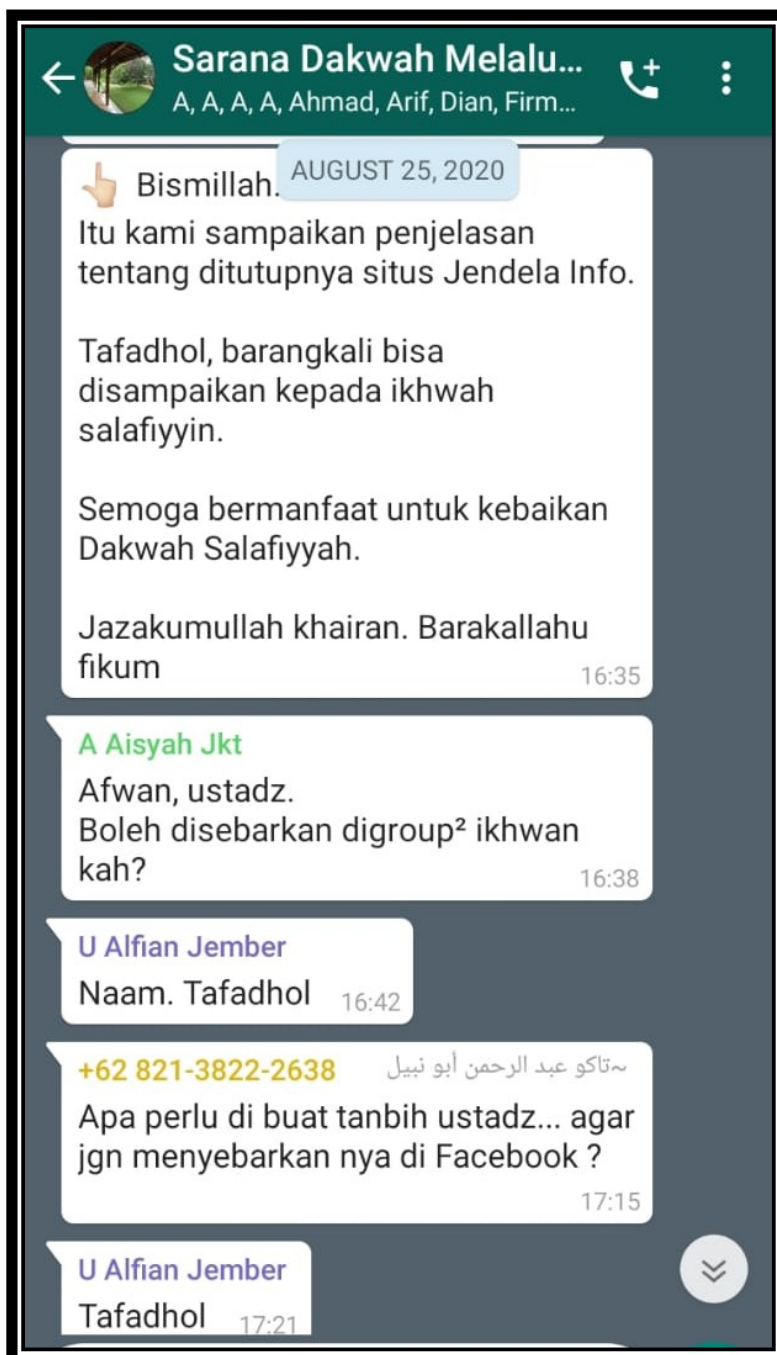 Sarana Dakwah Melalu...
A, A, A, A, Ahmad, Arif, Dian, Firm...
AUGUST 25, 2020
👆🏻 Bismillah.
Itu kami sampaikan penjelasan
tentang ditutupnya situs Jendela Info.
Tafadhol, barangkali bisa
disampaikan kepada ikhwah
salafiyyin.
Semoga bermanfaat untuk kebaikan
Dakwah Salafiyyah.
Jazakumullah khairan. Barakallahu
fikum
16:35
A Aisyah Jkt
Afwan, ustadz.
Boleh disebarkan digroup² ikhwan
kah?
16:38
U Alfian Jember
Naam. Tafadhol 16:42
+62 821-3822-2638 ~تاكو عبد الرحمن أبو نبيل
Apa perlu di buat tanbih ustadz... agar
jgn menyebarkan nya di Facebook ?
17:15
U Alfian Jember
Tafadhol 17:21